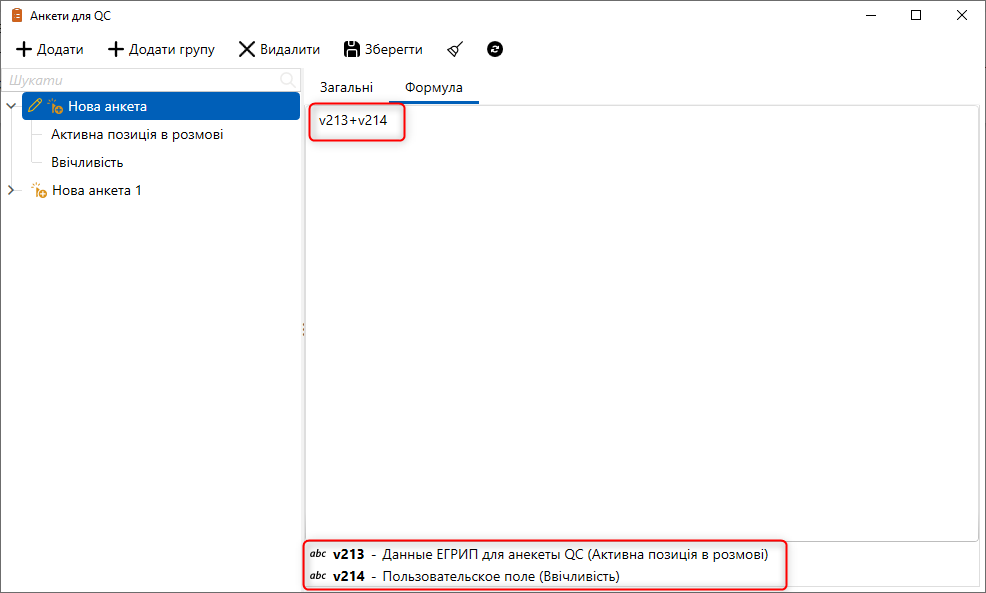 Анкети для QC
Додати Додати групу Видалити Зберегти
Шукати
Загальні Формула
Нова анкета
Активна позиція в розмові
Ввічливість
Нова анкета 1
v213+v214
abc v213 - Данные ЕГРИП для анекеты QC (Активна позиція в розмові)
abc v214 - Пользовательское поле (Ввічливість)